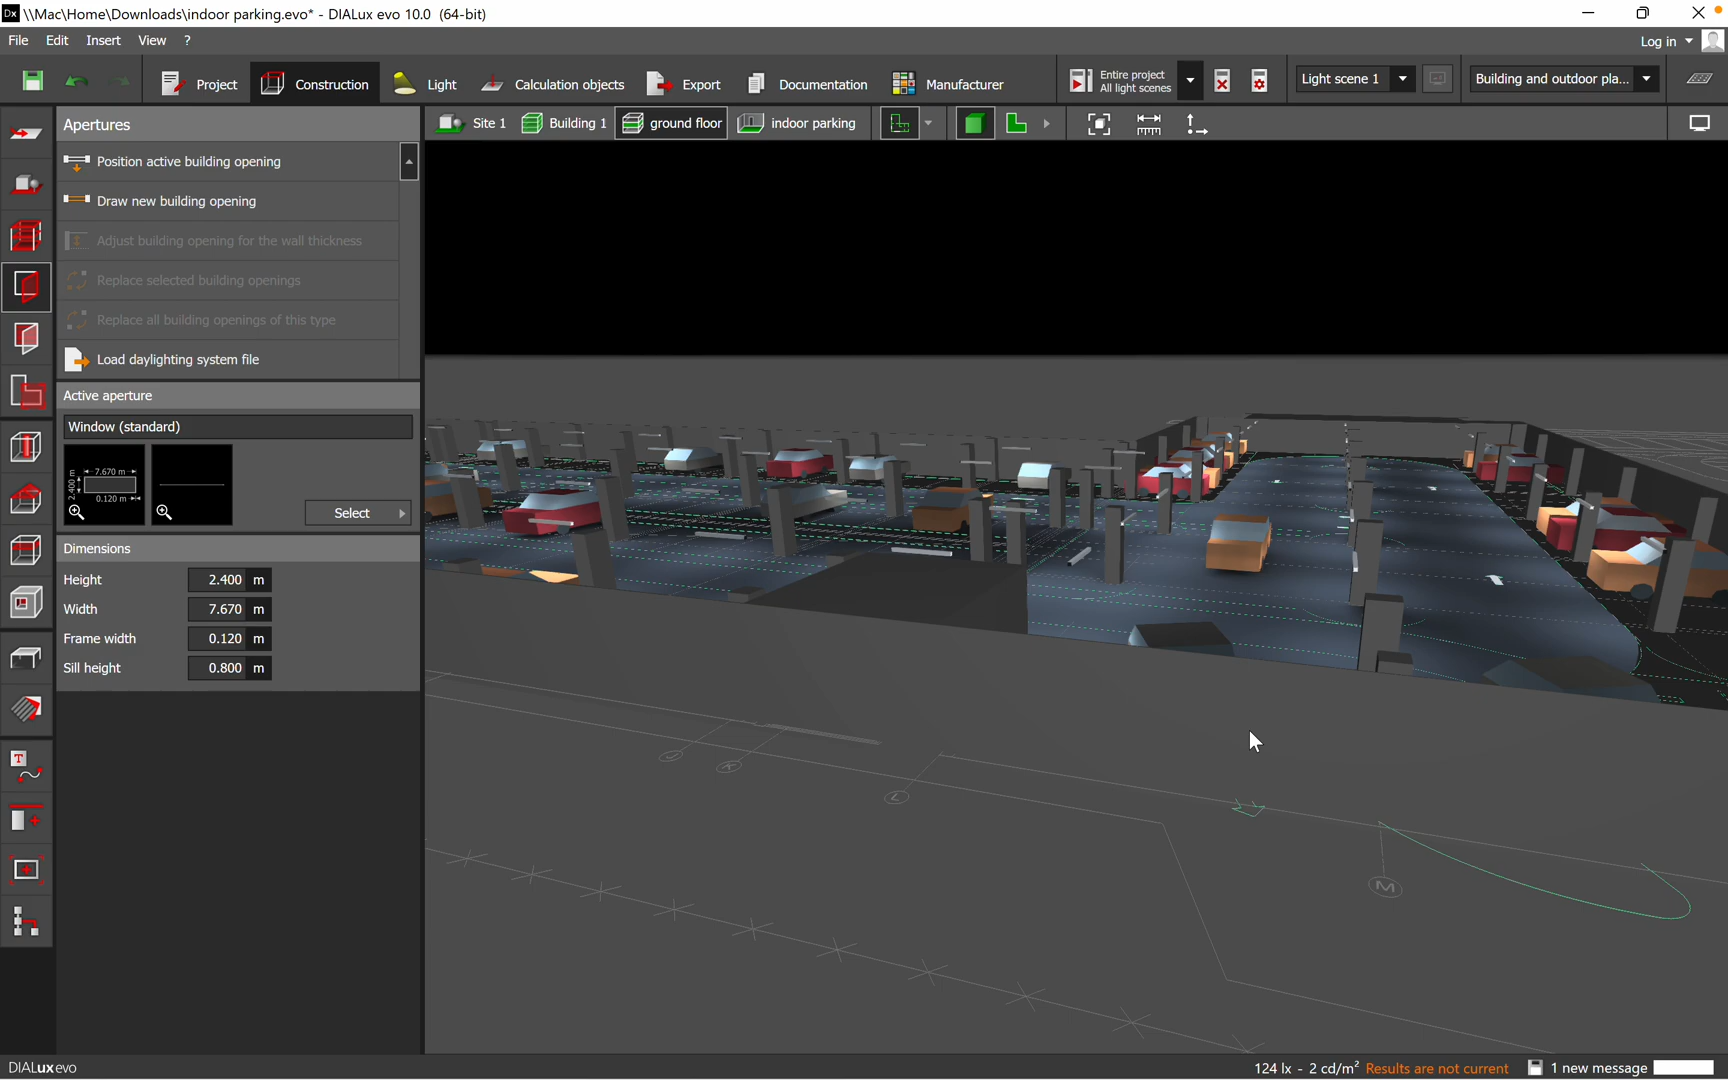 Dx \\Mac\Home\Downloads\indoor parking.evo* - DIALux evo 10.0 (64-bit)
File Edit Insert View ? Log in
Project Construction Light Calculation objects Export Documentation Manufacturer Entire project All light scenes Light scene 1 Building and outdoor pla...
Apertures
Site 1 Building 1 ground floor indoor parking
Position active building opening
Draw new building opening
Adjust building opening for the wall thickness
Replace selected building openings
Replace all building openings of this type
Load daylighting system file
Active aperture
Window (standard)
7.670 m
2.400 m
0.120 m
Select
Dimensions
Height 2.400 m
Width 7.670 m
Frame width 0.120 m
Sill height 0.800 m
J
K
L
M
T
DIALux evo
124 lx - 2 cd/m² Results are not current 1 new message